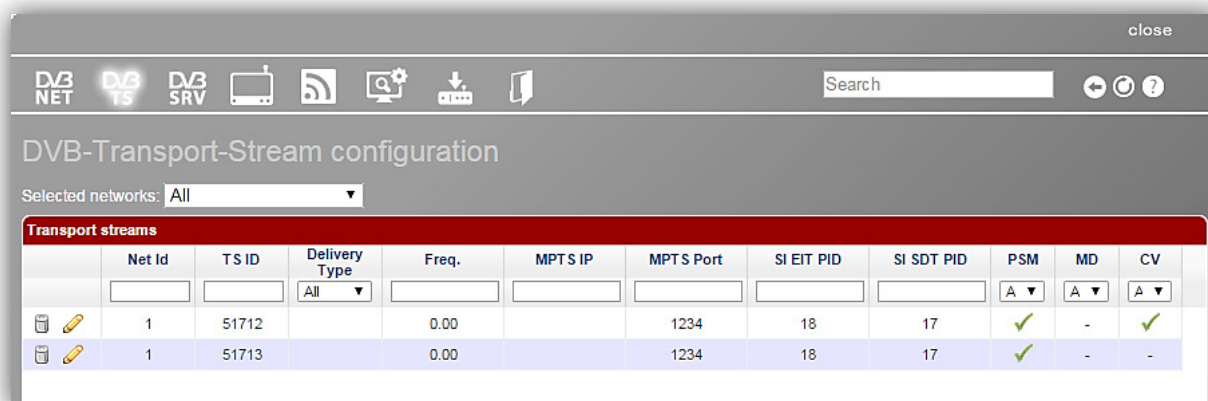 close
DVB NET DVB TS DVB SRV Search ?
DVB-Transport-Stream configuration
Selected networks: All
Transport streams
Net Id TS ID Delivery Type Freq. MPTS IP MPTS Port SI EIT PID SI SDT PID PSM MD CV
All A A A
1 51712 0.00 1234 18 17 -
1 51713 0.00 1234 18 17 - -